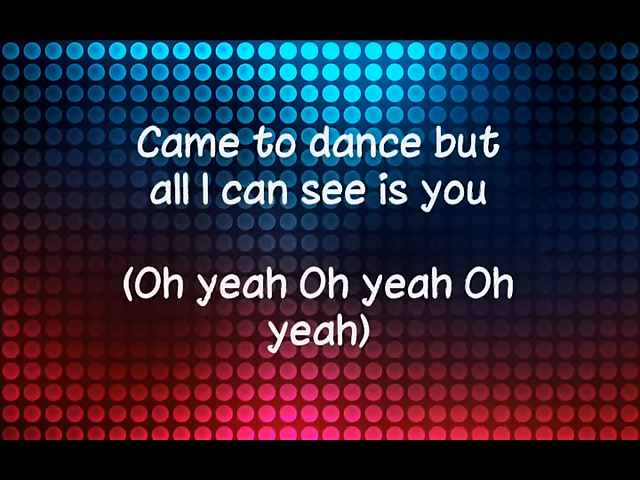 Came to dance but
all I can see is you
(Oh yeah Oh yeah Oh
yeah)